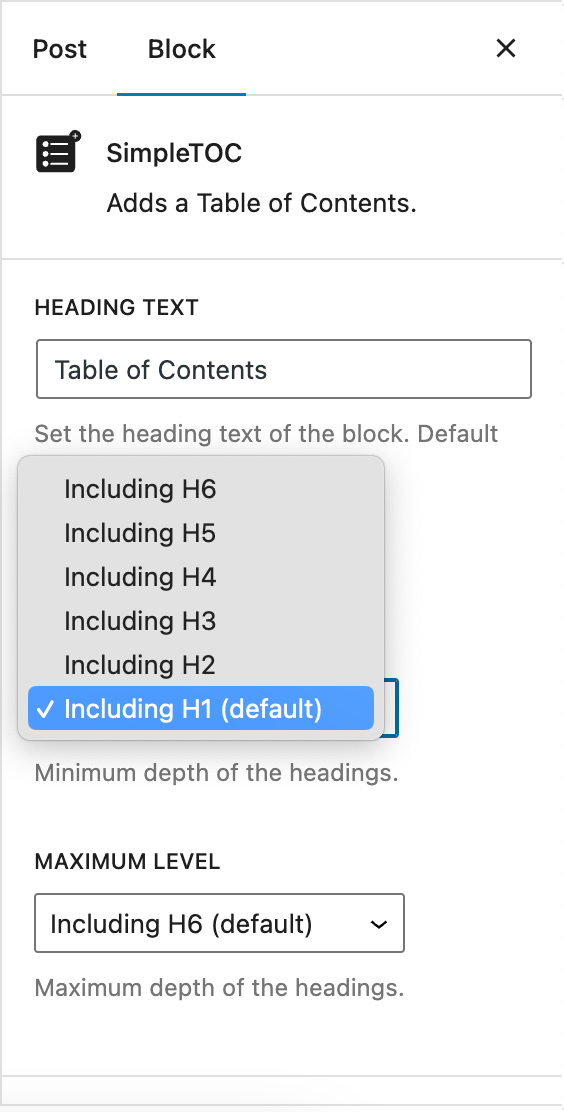 Post Block
SimpleTOC
Adds a Table of Contents.
HEADING TEXT
Table of Contents
Set the heading text of the block. Default
Including H6
Including H5
Including H4
Including H3
Including H2
✓ Including H1 (default)
Minimum depth of the headings.
MAXIMUM LEVEL
Including H6 (default)
Maximum depth of the headings.